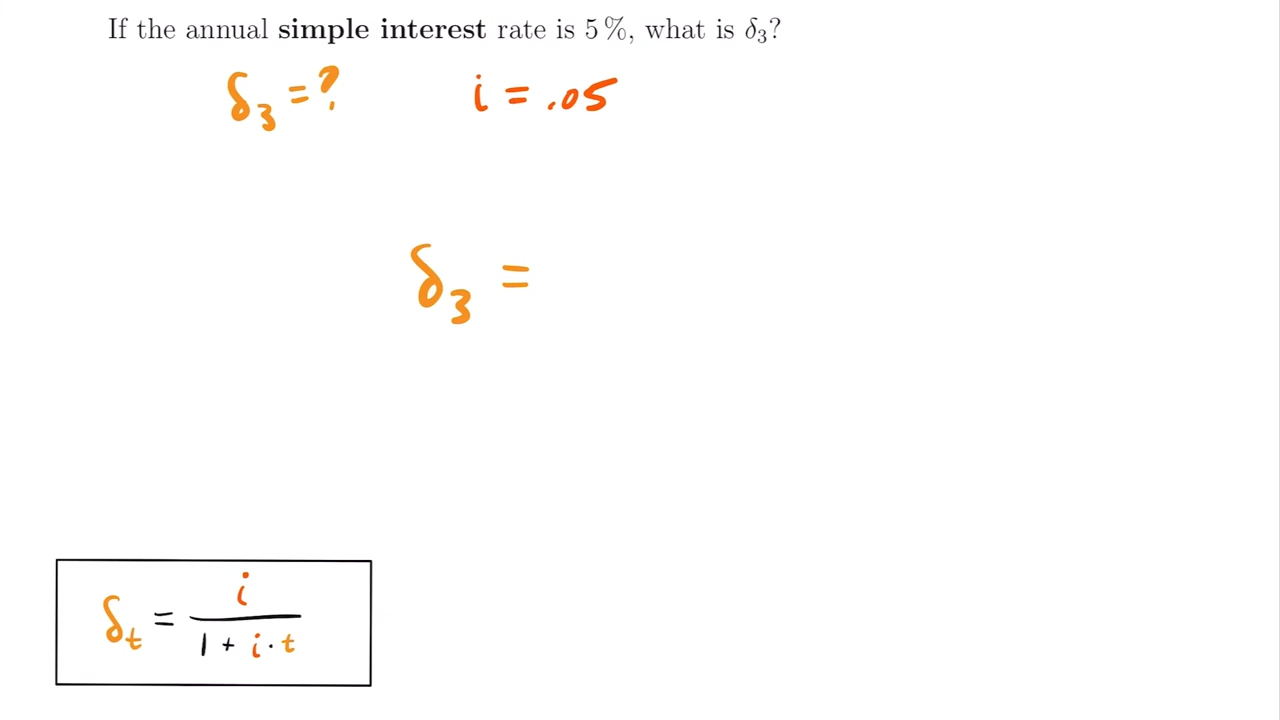 If the annual simple interest rate is 5 %, what is δ₃?
δ₃ = ? i = .05
δ₃ =
δₜ = i / (1 + i · t)